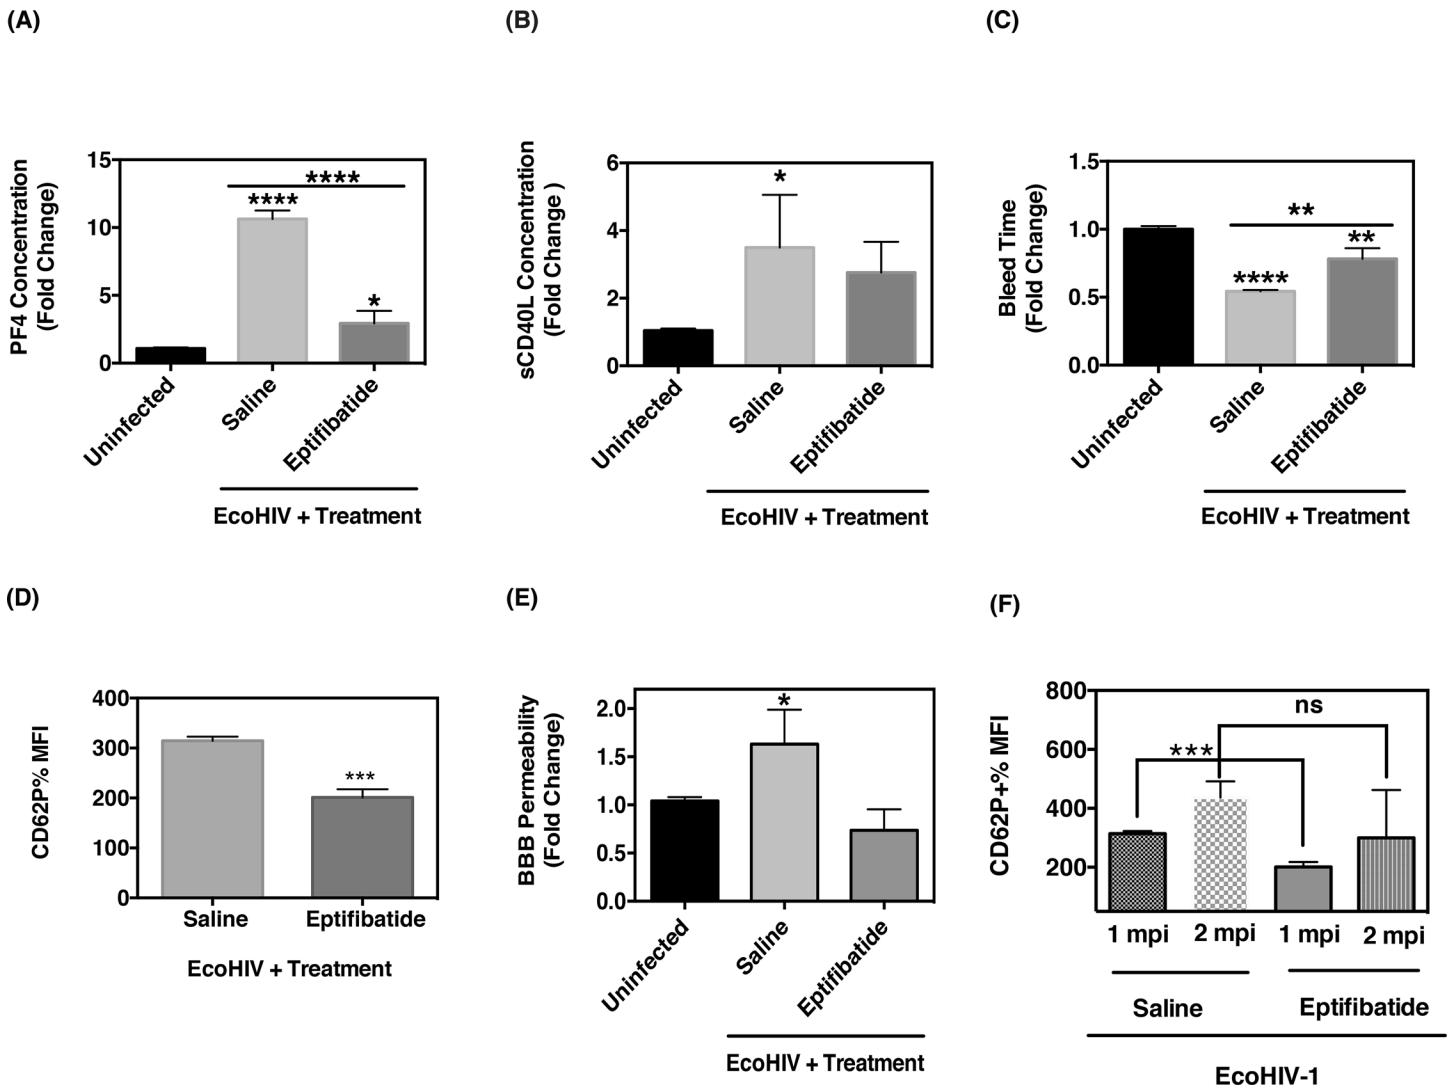 (A)
(B)
(C)
PF4 Concentration
(Fold Change)
15
10
5
0
****
****
*
Uninfected
Saline
Eptifibatide
EcoHIV + Treatment
sCD40L Concentration
(Fold Change )
6
4
2
0
*
Uninfected
Saline
Eptifibatide
EcoHIV + Treatment
Bleed Time
(Fold Change)
1.5
1.0
0.5
0.0
**
**
****
Uninfected
Saline
Eptifibatide
EcoHIV + Treatment
(D)
(E)
(F)
CD62P% MFI
400
300
200
100
0
***
Saline
Eptifibatide
EcoHIV + Treatment
BBB Permeability
(Fold Change)
2.0
1.5
1.0
0.5
0.0
*
Uninfected
Saline
Eptifibatide
EcoHIV + Treatment
CD62P+% MFI
800
600
400
200
ns
***
1 mpi
2 mpi
1 mpi
2 mpi
Saline
Eptifibatide
EcoHIV-1